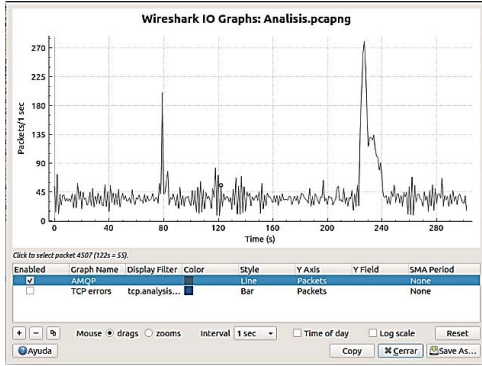 Wireshark IO Graphs: Analisis.pcapng
Packets/1 sec
270
225
180
135
90
45
0
0 40 80 120 160 200 240 280
Time (s)
Click to select packet 4507 (122s = 55).
Enabled Graph Name Display Filter Color Style Y Axis Y Field SMA Period
AMQP Line Packets None
TCP errors tcp.analysis... Bar Packets None
+ − Mouse drags zooms Interval 1 sec Time of day Log scale Reset
Ayuda Copy Cerrar Save As...